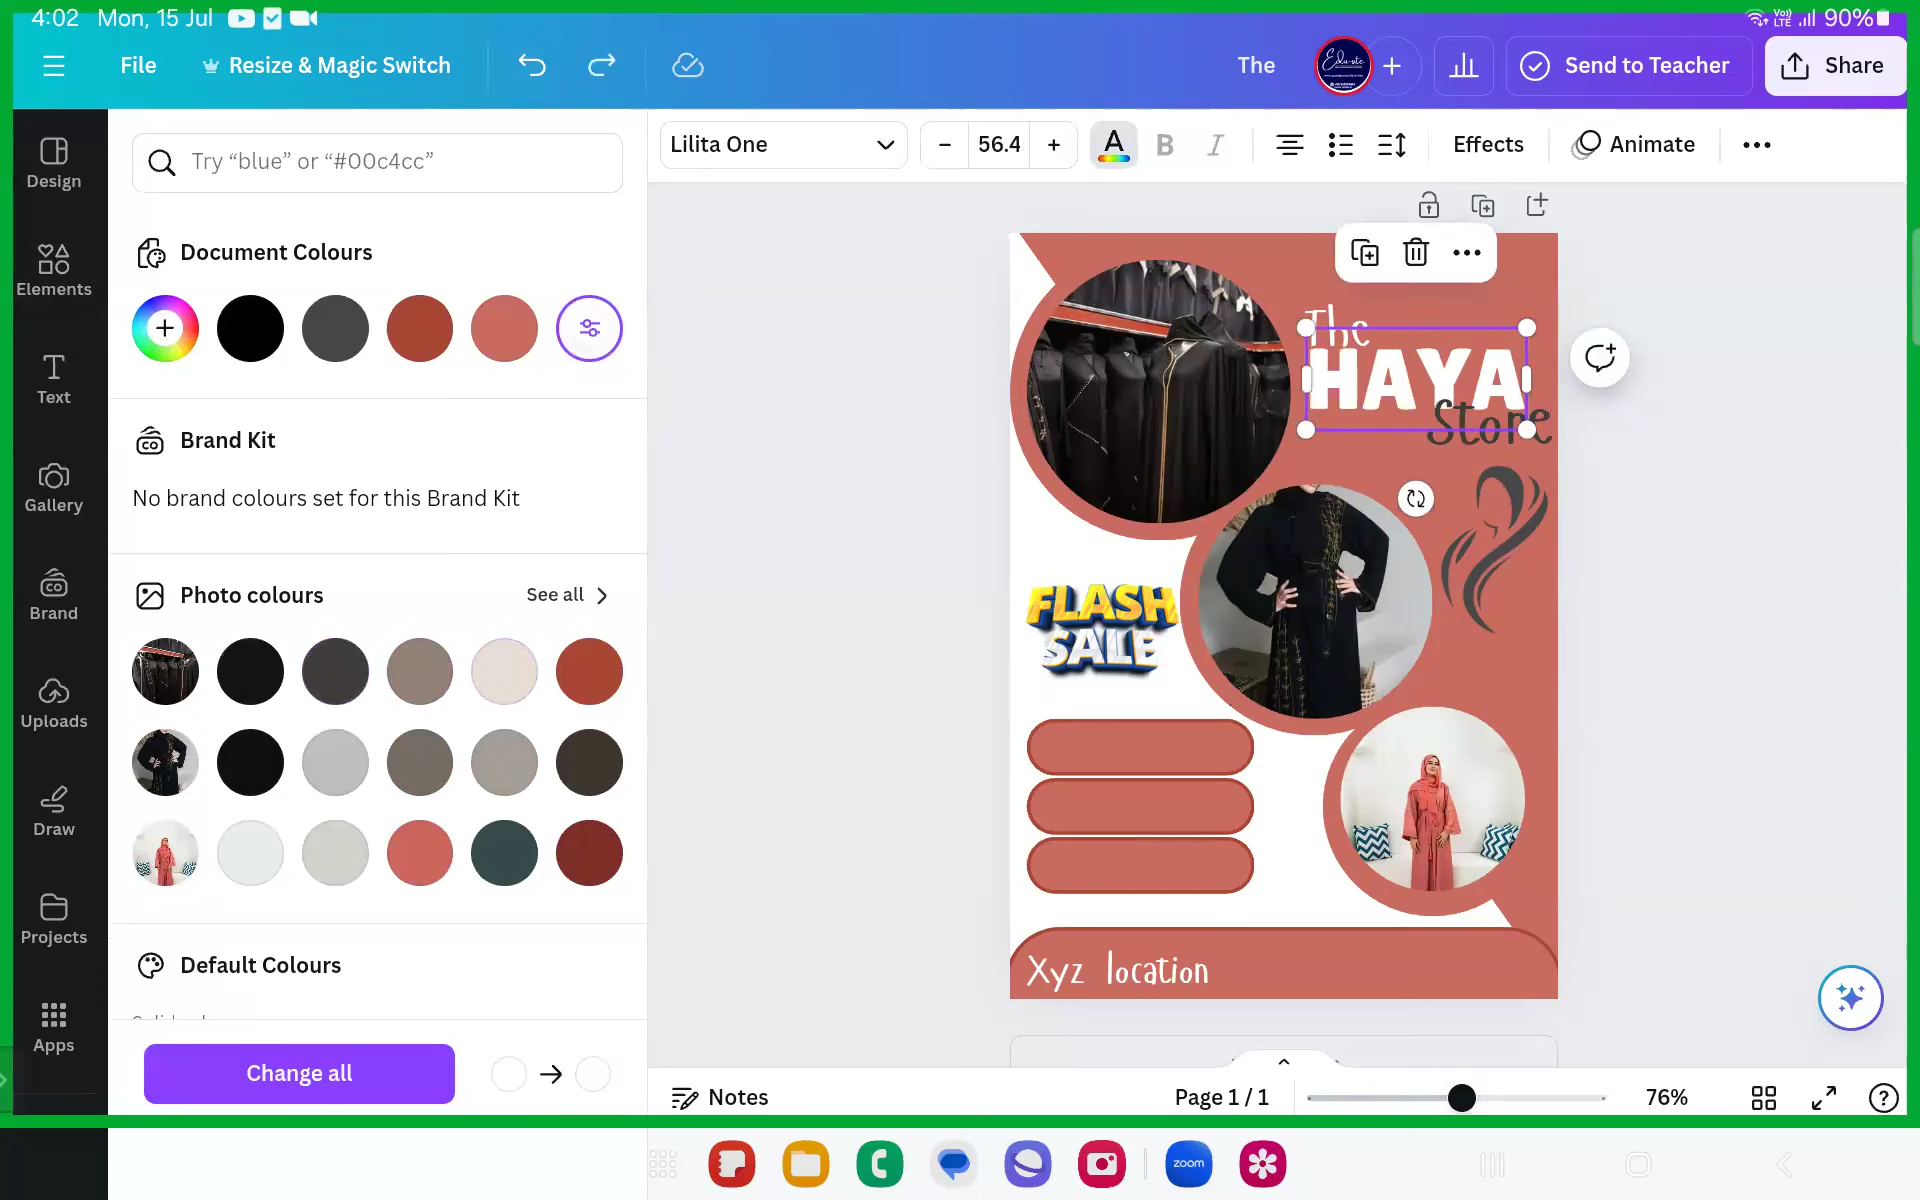 4:02 Mon, 15 Jul
Vo)) LTE 90%
File Resize & Magic Switch The Send to Teacher Share
Design
Elements
Text
Gallery
Brand
Uploads
Draw
Projects
Apps
Try “blue” or “#00c4cc”
Document Colours
Brand Kit
No brand colours set for this Brand Kit
Photo colours See all
Default Colours
Change all
Lilita One 56.4 A B I Effects Animate
The
HAYA
Store
FLASH
SALE
Xyz location
Notes Page 1 / 1 76%
zoom